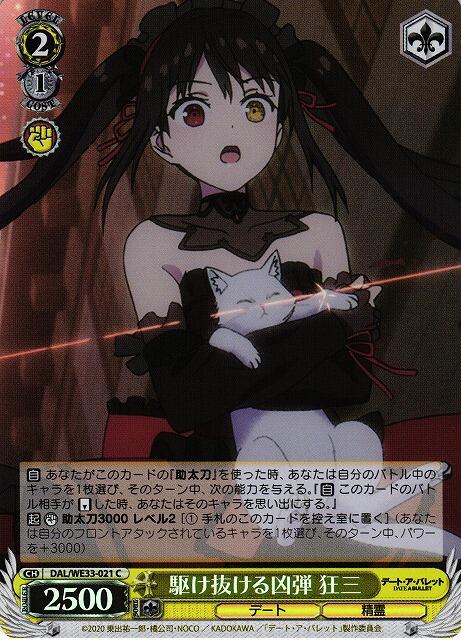 LEVEL
2
1
COST
自 あなたがこのカードの「助太刀」を使った時、あなたは自分のバトル中の
キャラを1枚選び、そのターン中、次の能力を与える。『自 このカードのバト
ル相手が
た時、あなたはそのキャラを思い出にする。』
起 助太刀3000 レベル2 [① 手札のこのカードを控え室に置く] (あなた
は自分のフロントアタックされているキャラを1枚選び、そのターン中、パワー
を+3000)
CH DAL/WE33-021 C
POWER
2500
SOUL
駆け抜ける凶弾 狂三
デート・ア・バレット
DATE A BULLET
デート
精霊
©2020 東出祐一郎・橘公司・NOCO / KADOKAWA /「デート・ア・バレット」製作委員会